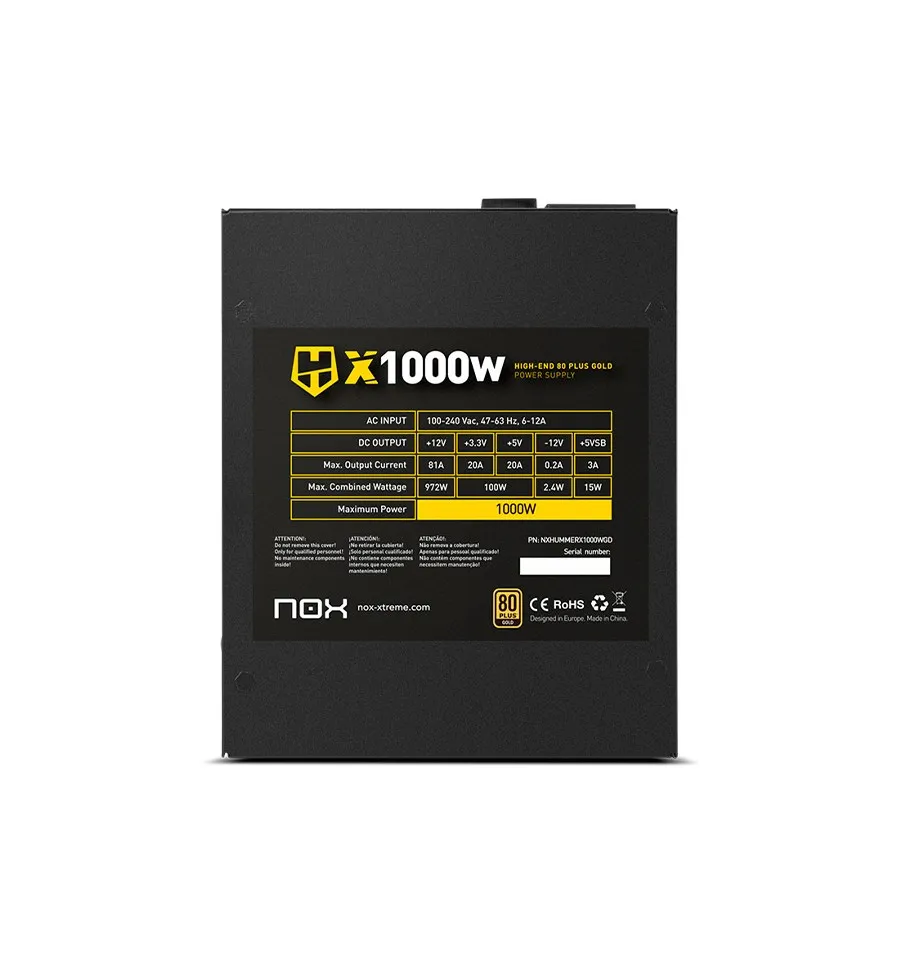 X1000W HIGH-END 80 PLUS GOLD
POWER SUPPLY
AC INPUT 100-240 Vac, 47-63 Hz, 6-12A
DC OUTPUT +12V +3.3V +5V -12V +5VSB
Max. Output Current 81A 20A 20A 0.2A 3A
Max. Combined Wattage 972W 100W 2.4W 15W
Maximum Power 1000W
ATTENTION!:
Do not remove this cover!
Only for qualified personnel!
No maintenance components
inside!
¡ATENCIÓN!:
¡No retirar la cubierta!
¡Solo personal cualificado!
¡No contiene componentes
internos que necesiten
mantenimiento!
ATENÇÃO!:
Não remova a cobertura!
Apenas para pessoal qualificado!
Não contém componentes que
necessitem manutenção!
PN: NXHUMMERX1000WGD
Serial number:
nox nox-xtreme.com
80
PLUS
GOLD
CE RoHS
Designed in Europe. Made in China.